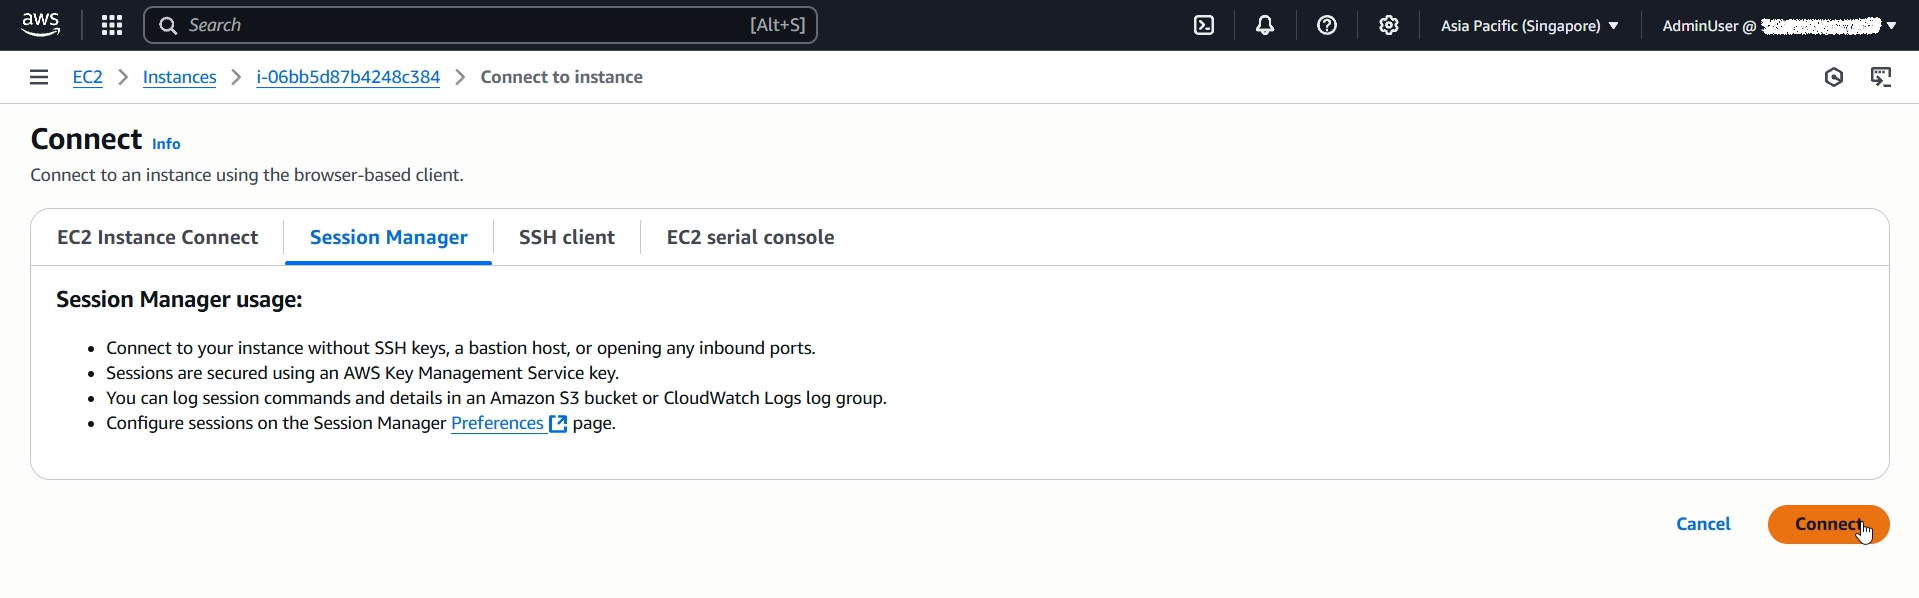 aws
Search
[Alt+S]
Asia Pacific (Singapore)
AdminUser @
EC2
Instances
i-06bb5d87b4248c384
Connect to instance
Connect Info
Connect to an instance using the browser-based client.
EC2 Instance Connect
Session Manager
SSH client
EC2 serial console
Session Manager usage:
Connect to your instance without SSH keys, a bastion host, or opening any inbound ports.
Sessions are secured using an AWS Key Management Service key.
You can log session commands and details in an Amazon S3 bucket or CloudWatch Logs log group.
Configure sessions on the Session Manager Preferences page.
Cancel
Connect